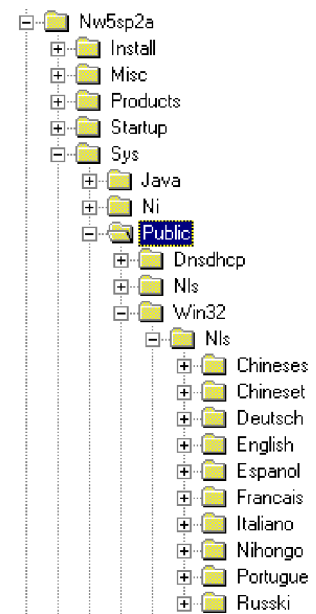 Nw5sp2a
Install
Misc
Products
Startup
Sys
Java
Ni
Public
Dnsdhcp
Nls
Win32
Nls
Chineses
Chineset
Deutsch
English
Espanol
Francais
Italiano
Nihongo
Portugue
Russki